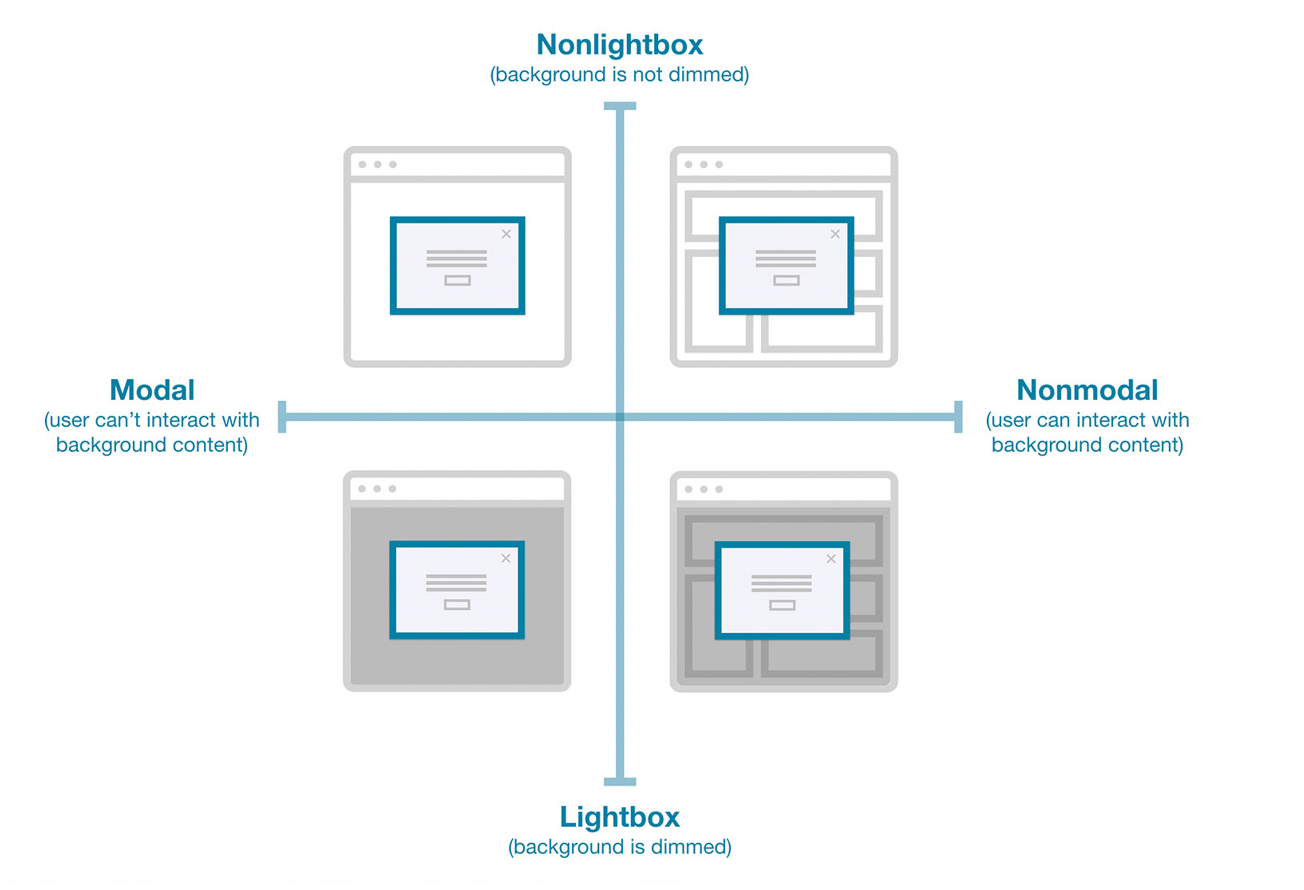 Nonlightbox
(background is not dimmed)
Modal
(user can’t interact with
background content)
Nonmodal
(user can interact with
background content)
Lightbox
(background is dimmed)